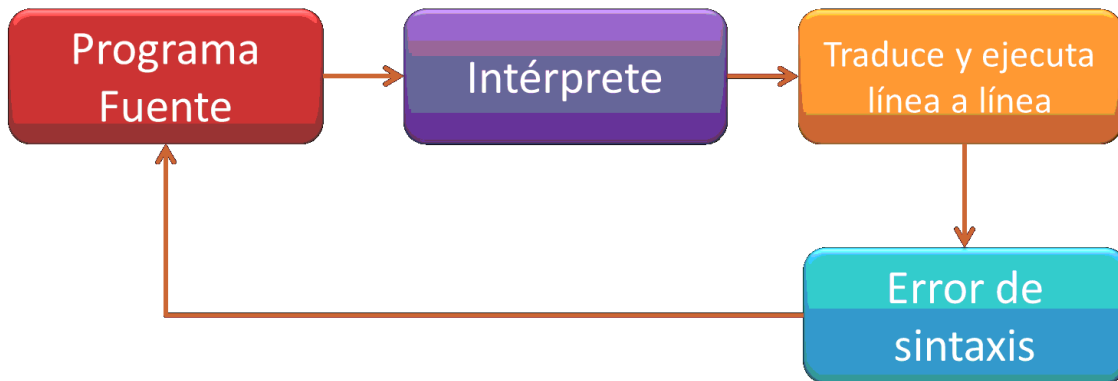 Programa
Fuente
Intérprete
Traduce y ejecuta
línea a línea
Error de
sintaxis